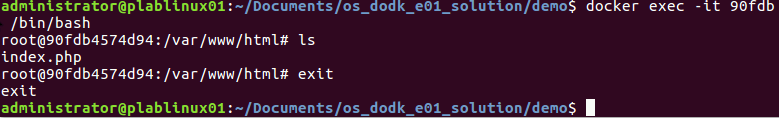 administrator@plablinux01:~/Documents/os_dodk_e01_solution/demo$ docker exec -it 90fdb
 /bin/bash
root@90fdb4574d94:/var/www/html# ls
index.php
root@90fdb4574d94:/var/www/html# exit
exit
administrator@plablinux01:~/Documents/os_dodk_e01_solution/demo$